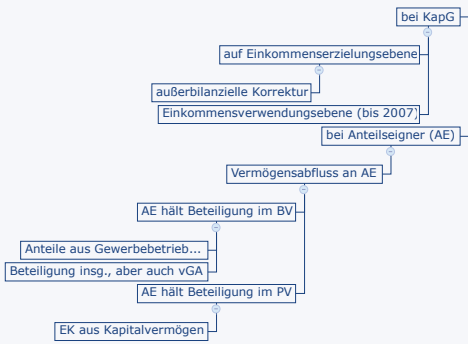 bei KapG
auf Einkommenserzielungsebene
außerbilanzielle Korrektur
Einkommensverwendungsebene (bis 2007)
bei Anteilseigner (AE)
Vermögensabfluss an AE
AE hält Beteiligung im BV
Anteile aus Gewerbebetrieb...
Beteiligung insg., aber auch vGA
AE hält Beteiligung im PV
EK aus Kapitalvermögen